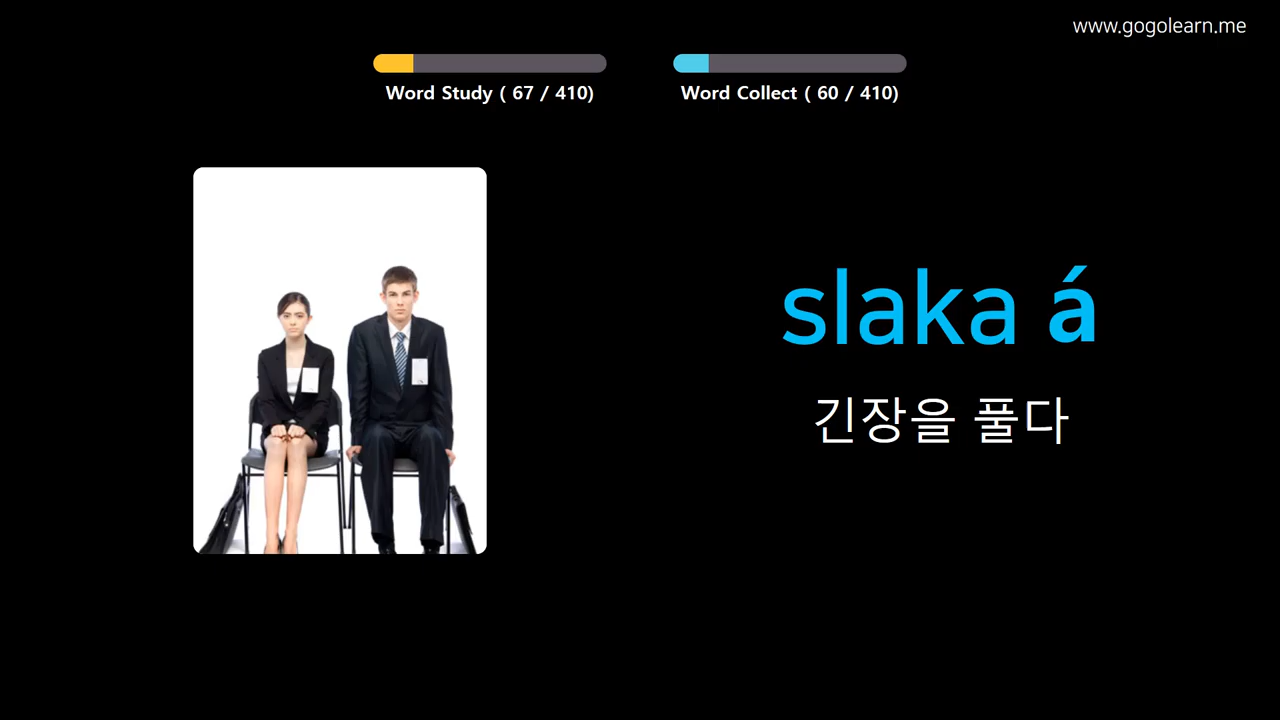 www.gogolearn.me
Word Study ( 67 / 410)
Word Collect ( 60 / 410)
slaka á
긴장을 풀다